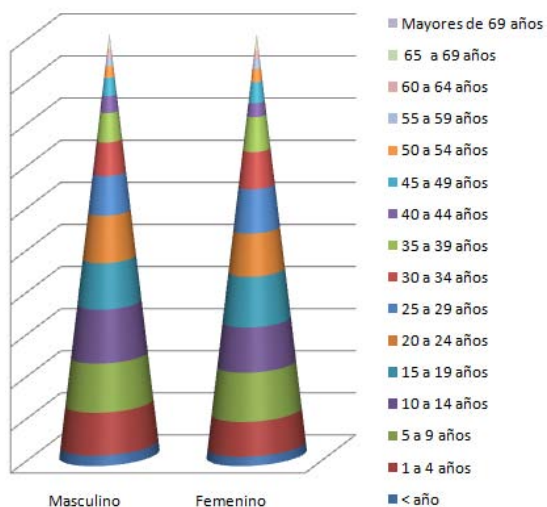 Mayores de 69 años
65 a 69 años
60 a 64 años
55 a 59 años
50 a 54 años
45 a 49 años
40 a 44 años
35 a 39 años
30 a 34 años
25 a 29 años
20 a 24 años
15 a 19 años
10 a 14 años
5 a 9 años
1 a 4 años
< año
Masculino Femenino